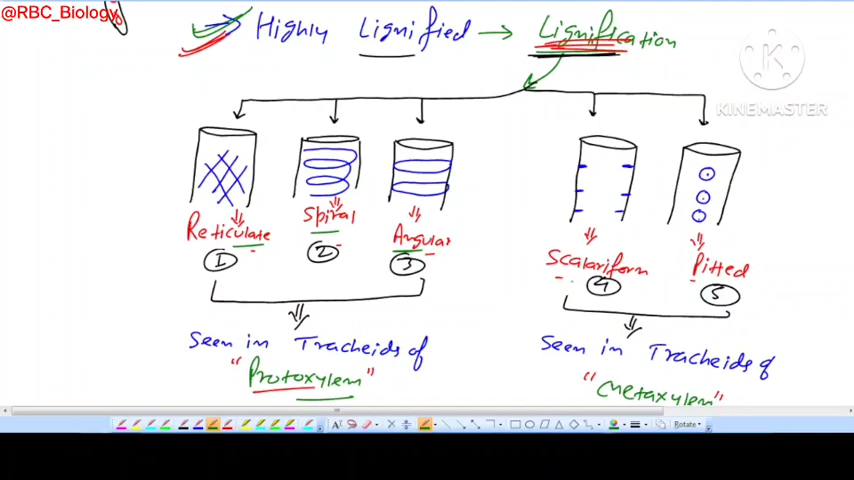 @RBC_Biology
Highly Lignified → Lignification
KINEMASTER
Reticulate
Spiral
Angular
Scalariform
Pitted
1
2
3
4
5
Seen in Tracheids of
"Protoxylem"
Seen in Tracheids of
"metaxylem"
Rotate